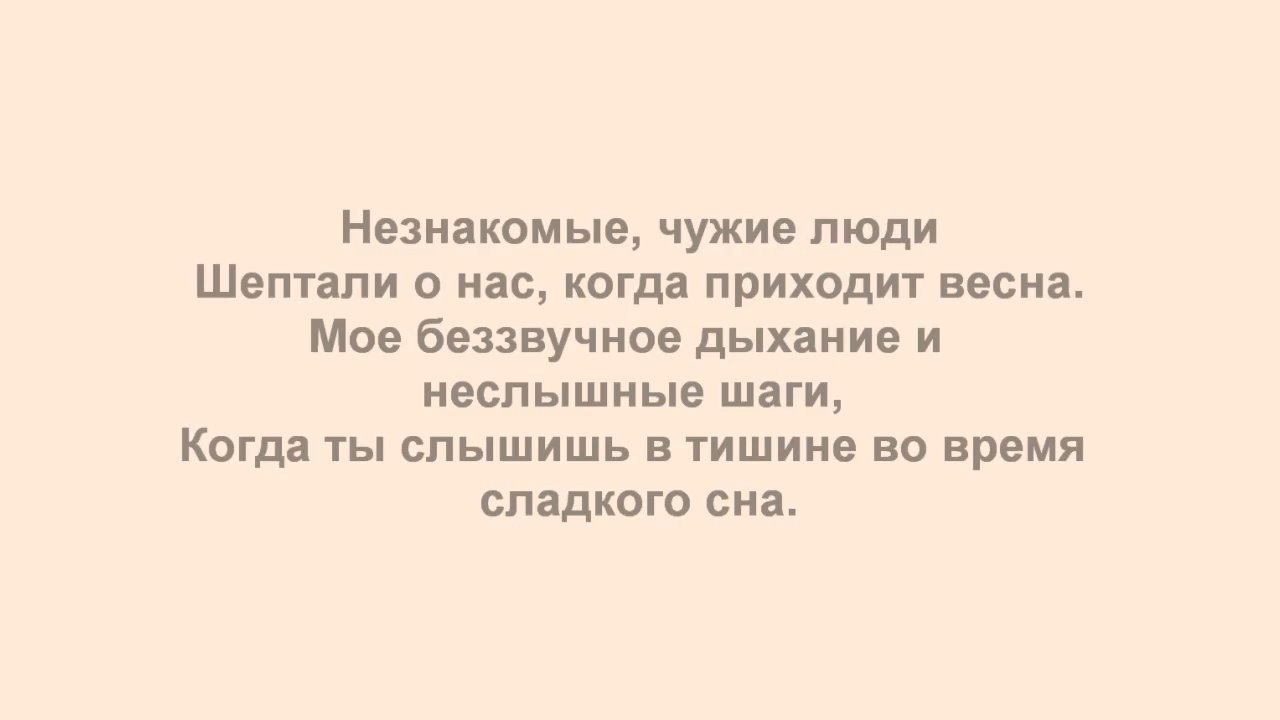 Незнакомые, чужие люди
Шептали о нас, когда приходит весна.
Мое беззвучное дыхание и
неслышные шаги,
Когда ты слышишь в тишине во время
сладкого сна.